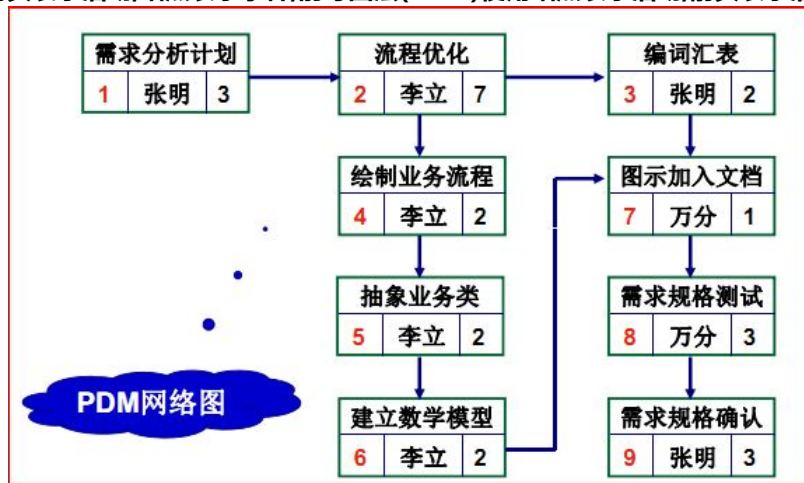 需求分析计划
1 张明 3
流程优化
2 李立 7
编词汇表
3 张明 2
绘制业务流程
4 李立 2
图示加入文档
7 万分 1
抽象业务类
5 李立 2
需求规格测试
8 万分 3
建立数学模型
6 李立 2
需求规格确认
9 张明 3
PDM网络图